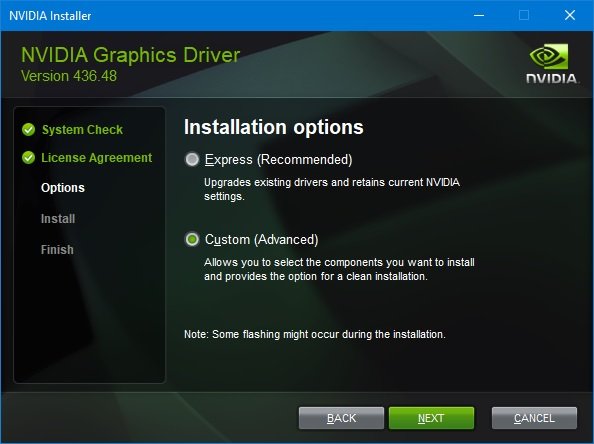 NVIDIA Installer
NVIDIA Graphics Driver
Version 436.48
NVIDIA.
System Check
License Agreement
Options
Install
Finish
Installation options
Express (Recommended)
Upgrades existing drivers and retains current NVIDIA
settings.
Custom (Advanced)
Allows you to select the components you want to install
and provides the option for a clean installation.
Note: Some flashing might occur during the installation.
BACK
NEXT
CANCEL